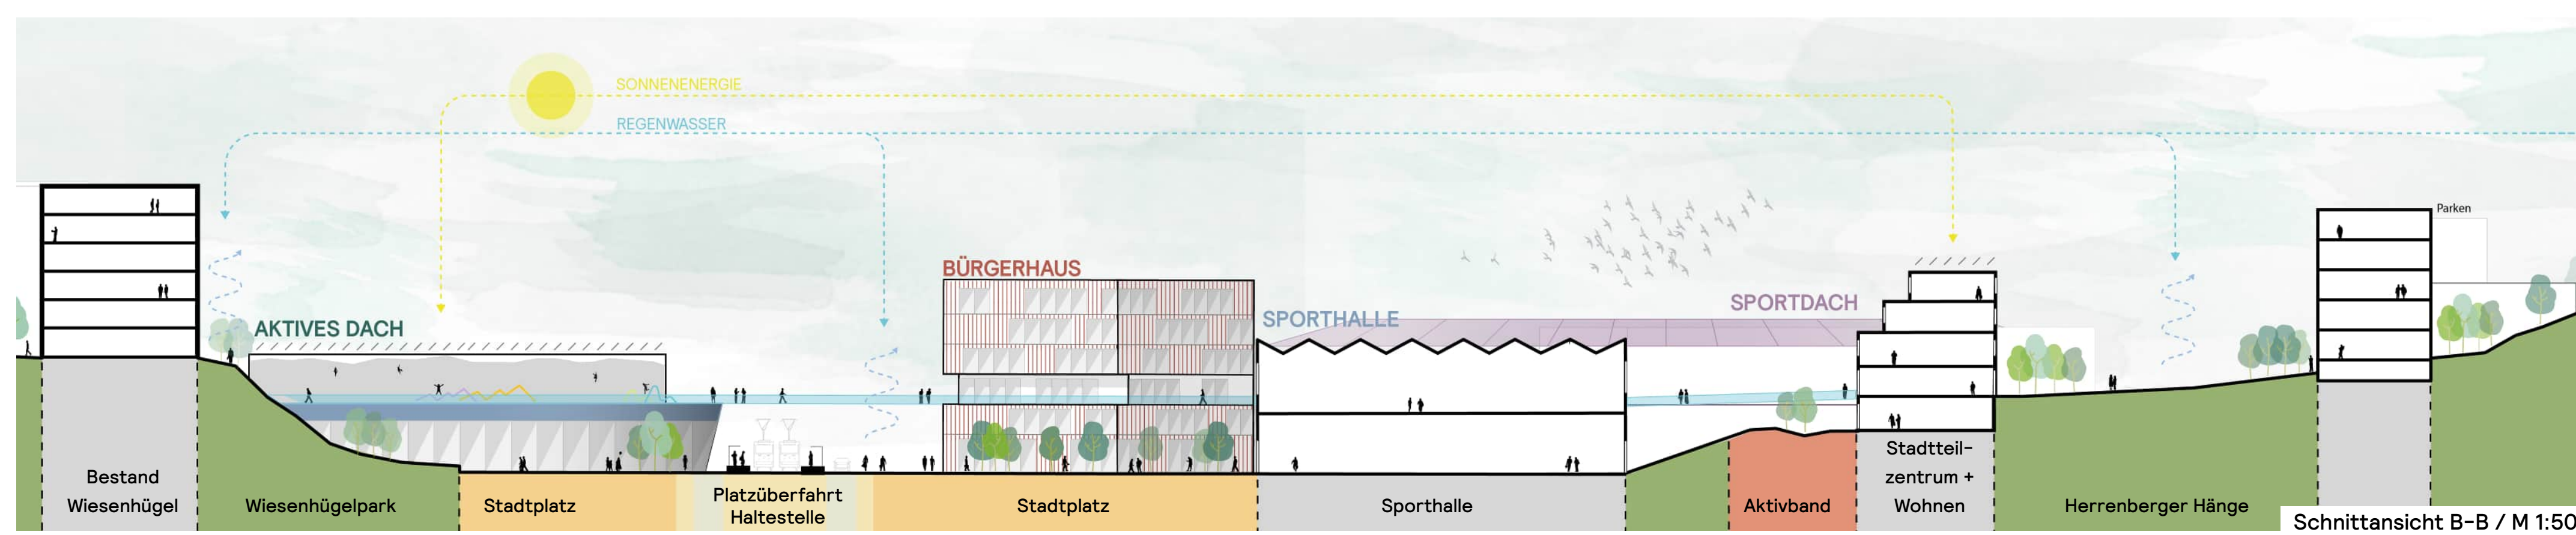 SONNENENERGIE
REGENWASSER
Parken
BÜRGERHAUS
SPORTDACH
SPORTHALLE
AKTIVES DACH
Bestand
Wiesenhügel
Wiesenhügelpark
Stadtplatz
Platzüberfahrt
Haltestelle
Stadtplatz
Sporthalle
Aktivband
Stadtteil-
zentrum +
Wohnen
Herrenberger Hänge
Schnittansicht B-B / M 1:50